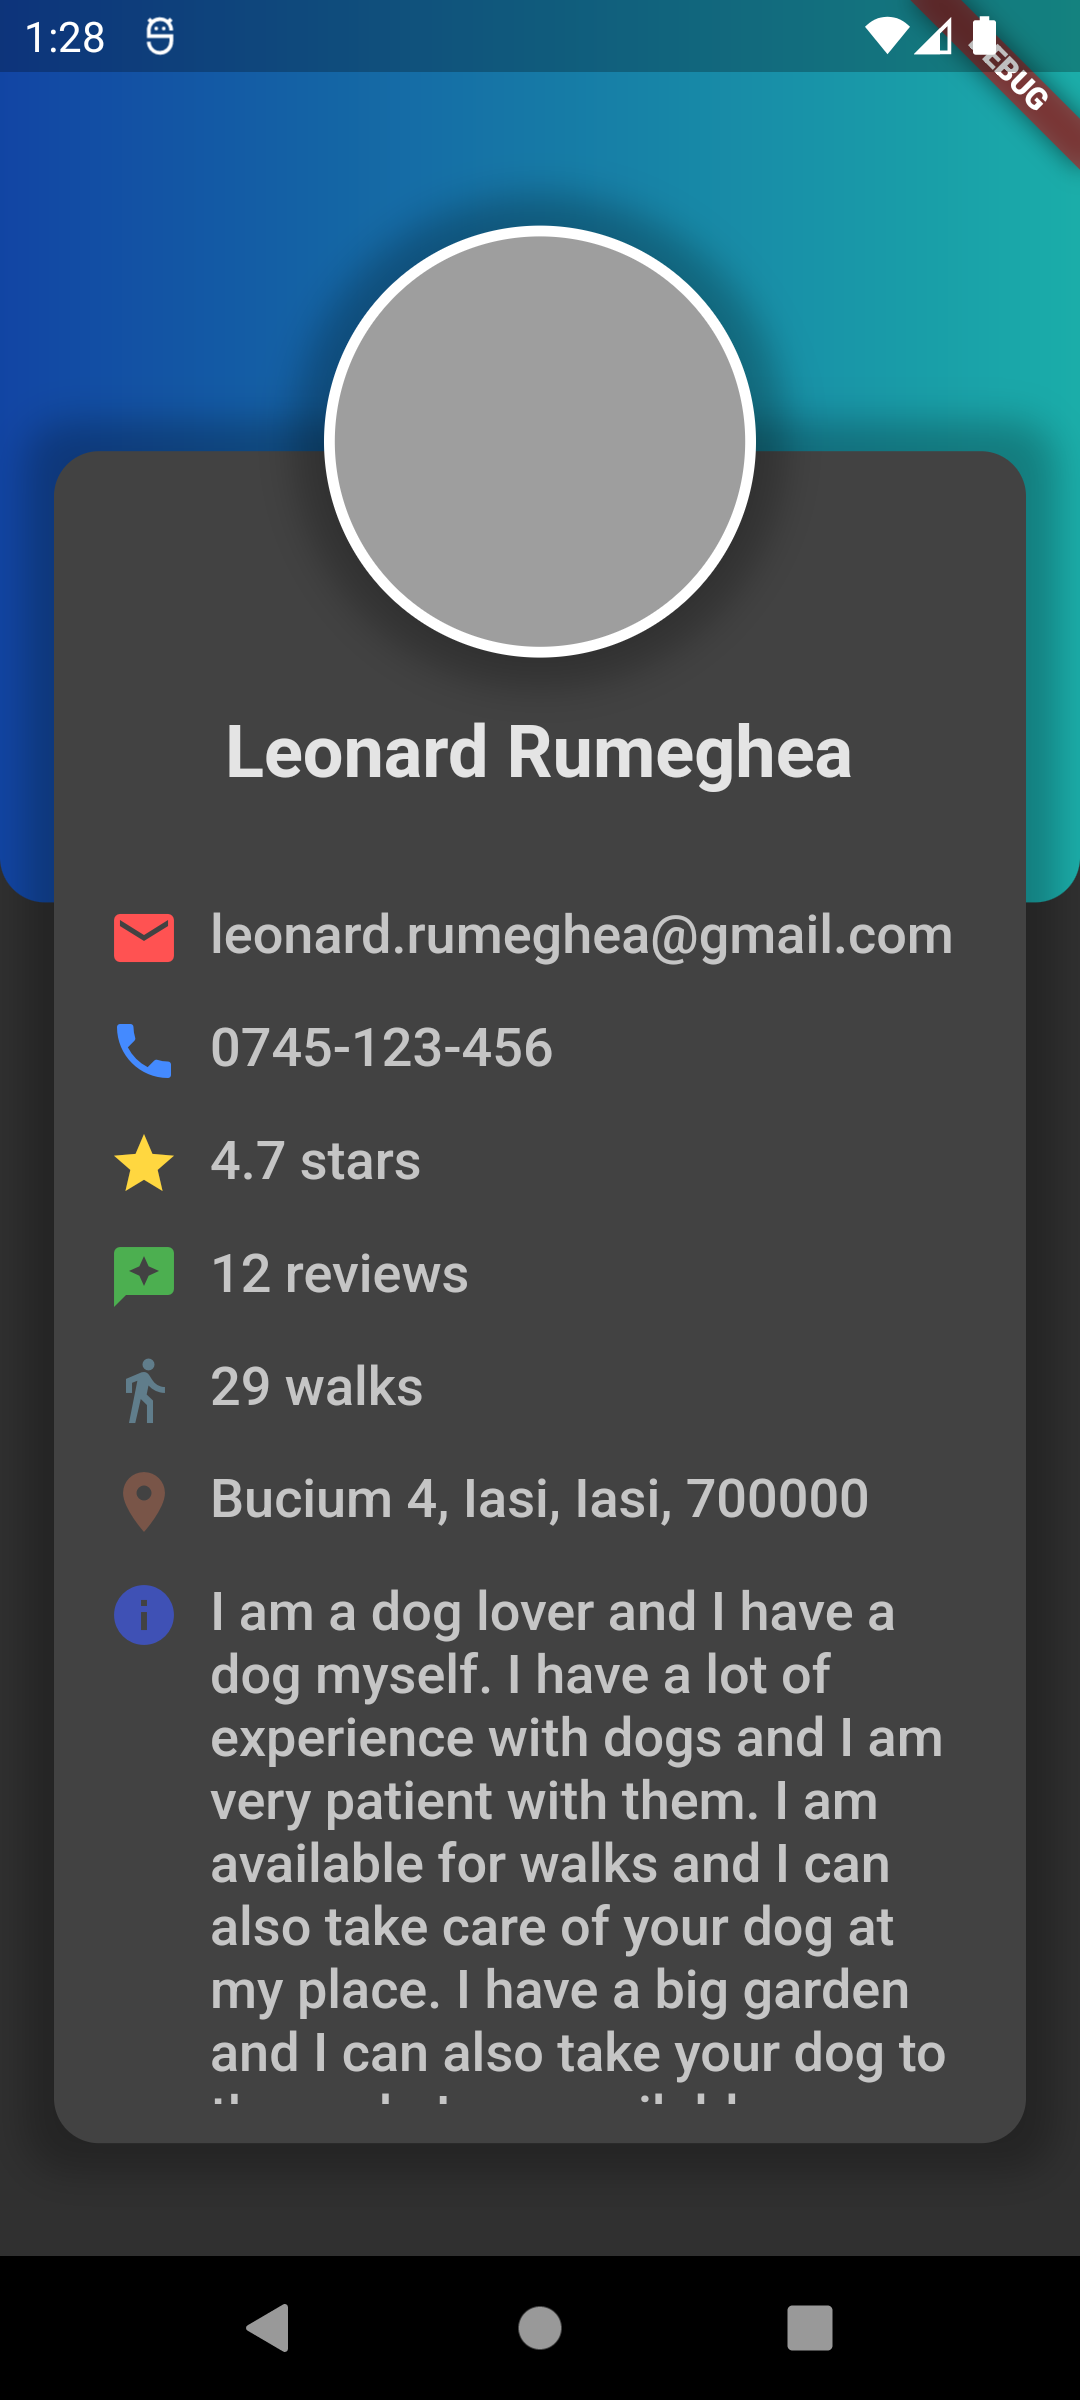 1:28
DEBUG
Leonard Rumeghea
leonard.rumeghea@gmail.com
0745-123-456
4.7 stars
12 reviews
29 walks
Bucium 4, Iasi, Iasi, 700000
I am a dog lover and I have a
dog myself. I have a lot of
experience with dogs and I am
very patient with them. I am
available for walks and I can
also take care of your dog at
my place. I have a big garden
and I can also take your dog to